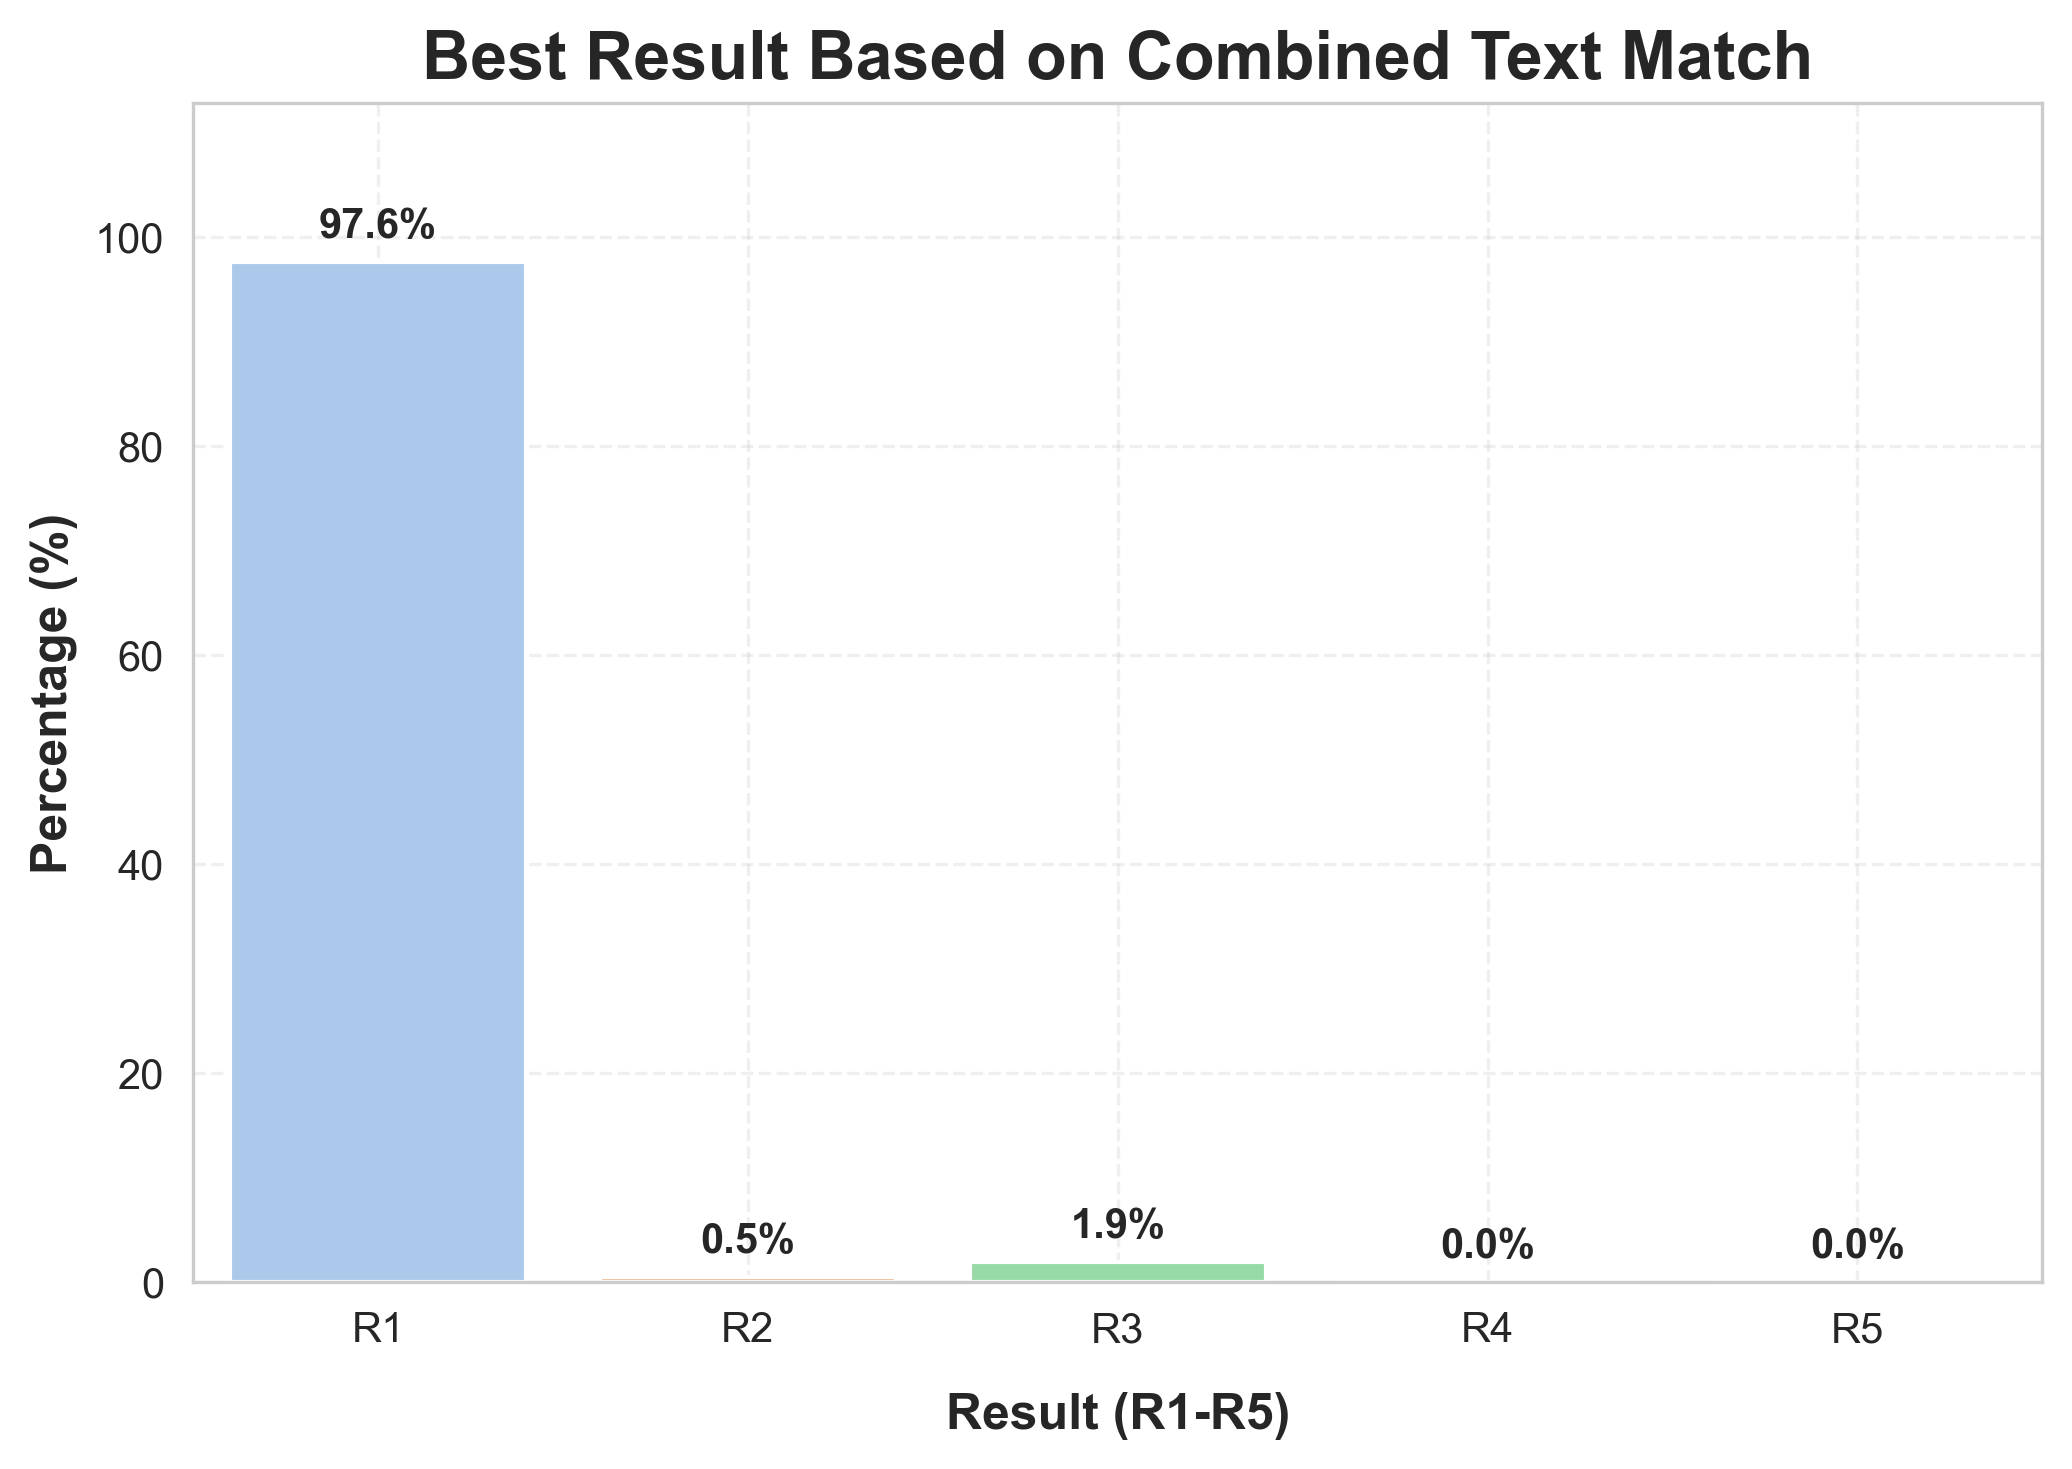 Best Result Based on Combined Text Match
Percentage (%)
100
80
60
40
20
0
97.6%
0.5%
1.9%
0.0%
0.0%
R1
R2
R3
R4
R5
Result (R1-R5)